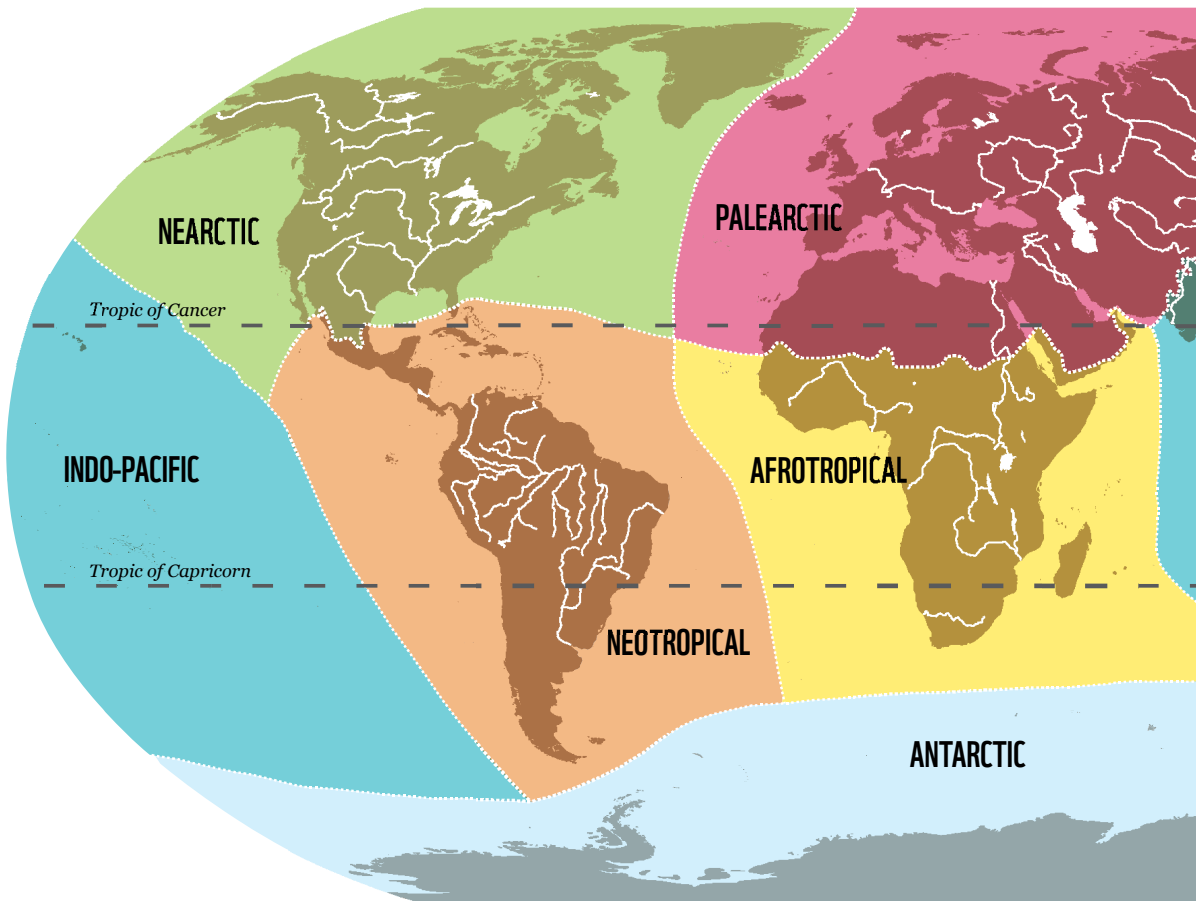 NEARCTIC
PALEARCTIC
Tropic of Cancer
INDO-PACIFIC
AFROTROPICAL
Tropic of Capricorn
NEOTROPICAL
ANTARCTIC